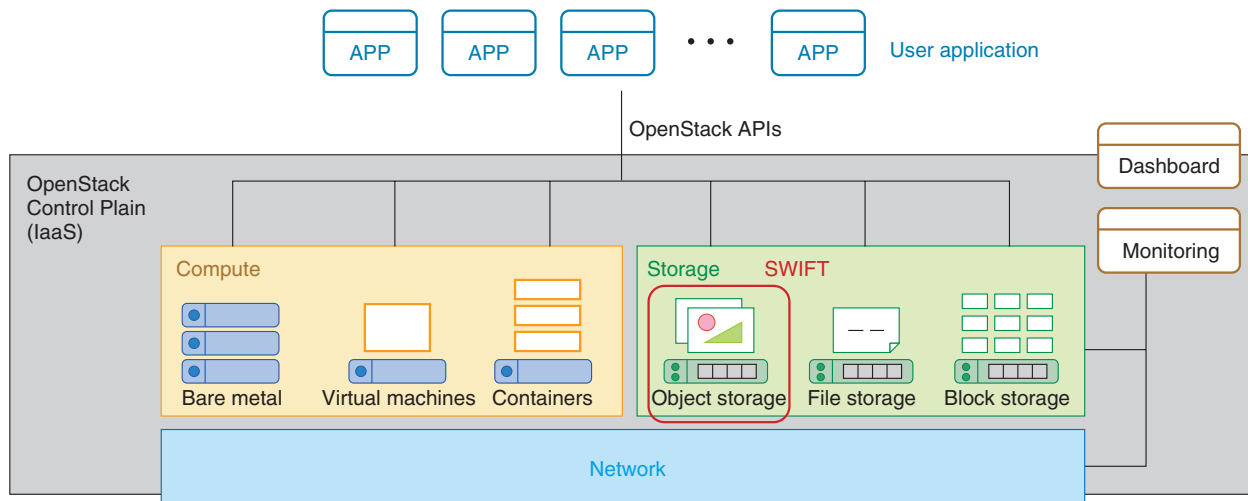 APP
APP
APP
APP
User application
OpenStack APIs
Dashboard
OpenStack
Control Plain
(IaaS)
Monitoring
Compute
Storage
SWIFT
Bare metal
Virtual machines
Containers
Object storage
File storage
Block storage
Network